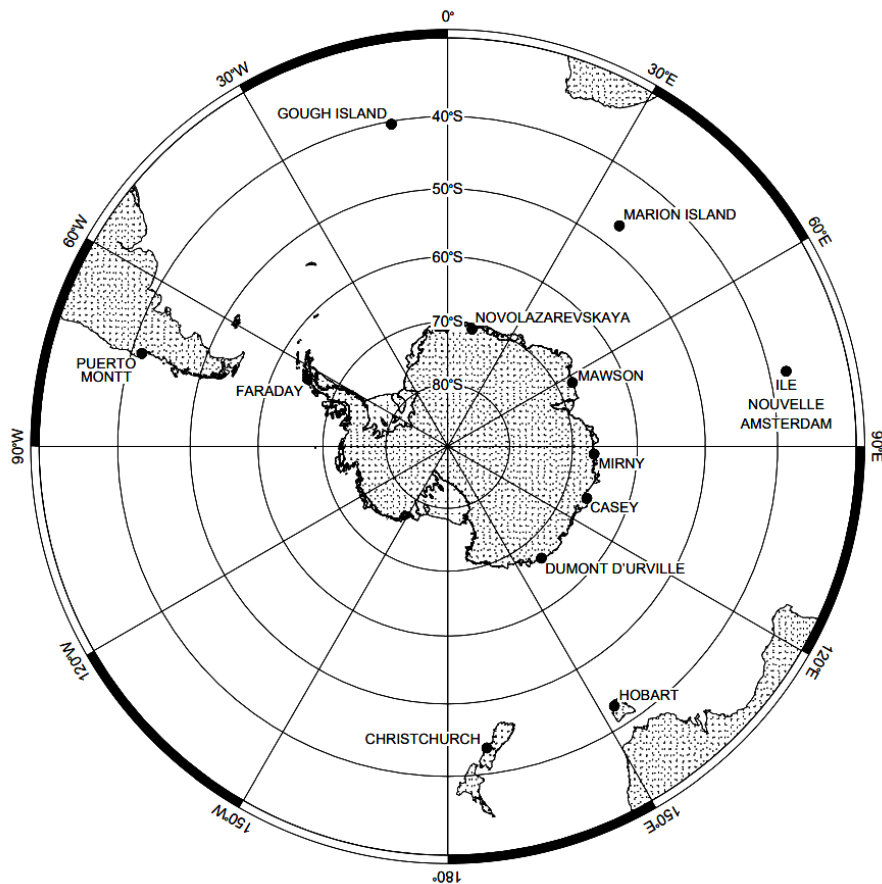 0°
30°W
30°E
GOUGH ISLAND
40°S
50°S
MARION ISLAND
60°W
60°E
60°S
70°S
NOVOLAZAREVSKAYA
PUERTO
MONTT
FARADAY
80°S
MAWSON
ILE
NOUVELLE
AMSTERDAM
90°W
90°E
MIRNY
CASEY
DUMONT D'URVILLE
120°W
120°E
HOBART
CHRISTCHURCH
150°W
150°E
180°